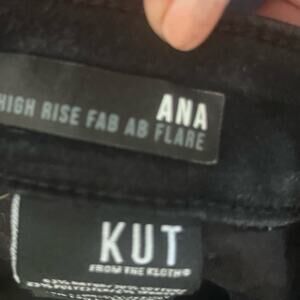 ANA
HIGH RISE FAB AB FLARE
KUT
FROM THE KLOTH®